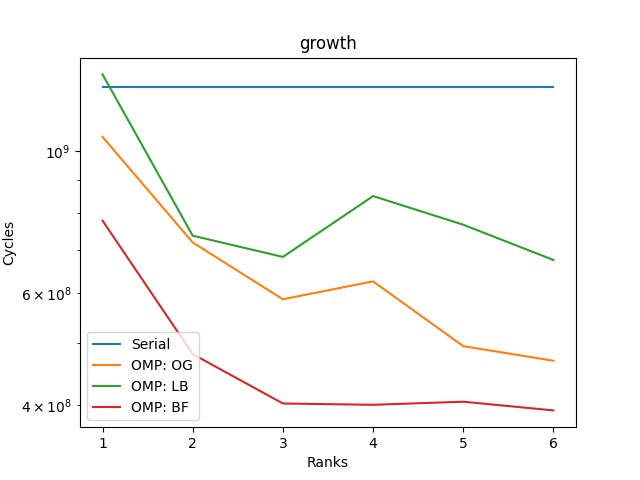 growth
Cycles
10⁹
6 × 10⁸
4 × 10⁸
Serial
OMP: OG
OMP: LB
OMP: BF
1 2 3 4 5 6
Ranks